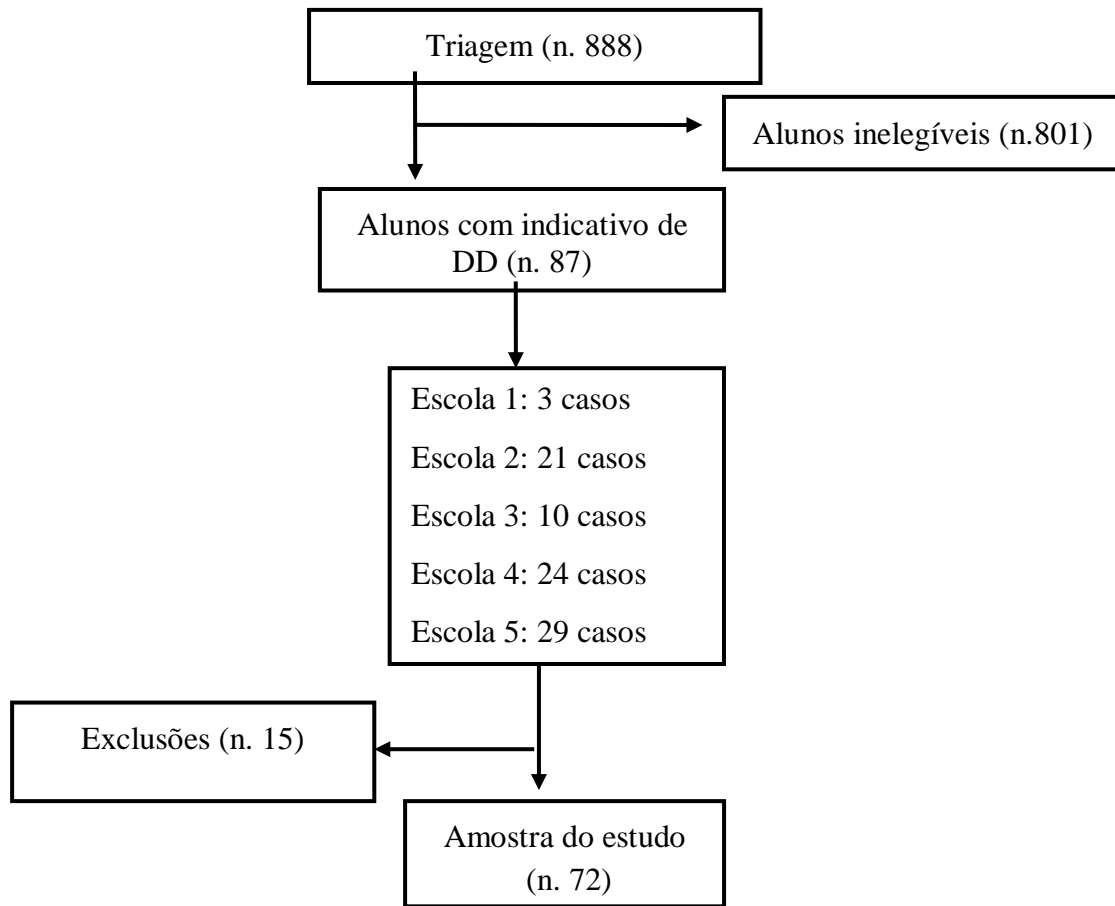 Triagem (n. 888)
Alunos inelegíveis (n.801)
Alunos com indicativo de
DD (n. 87)
Escola 1: 3 casos
Escola 2: 21 casos
Escola 3: 10 casos
Escola 4: 24 casos
Escola 5: 29 casos
Exclusões (n. 15)
Amostra do estudo
(n. 72)